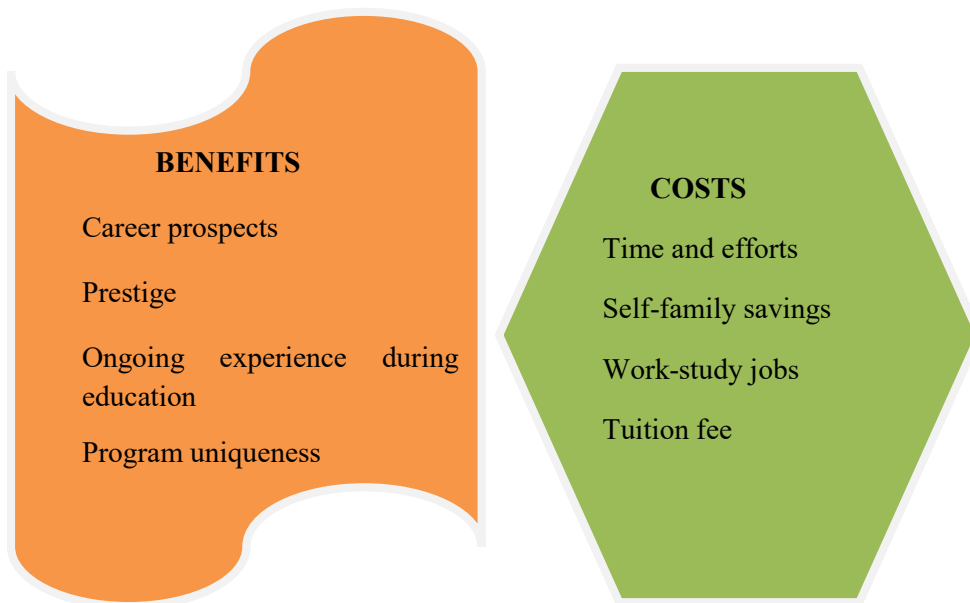 BENEFITS
Career prospects
Prestige
Ongoing experience during
education
Program uniqueness
COSTS
Time and efforts
Self-family savings
Work-study jobs
Tuition fee